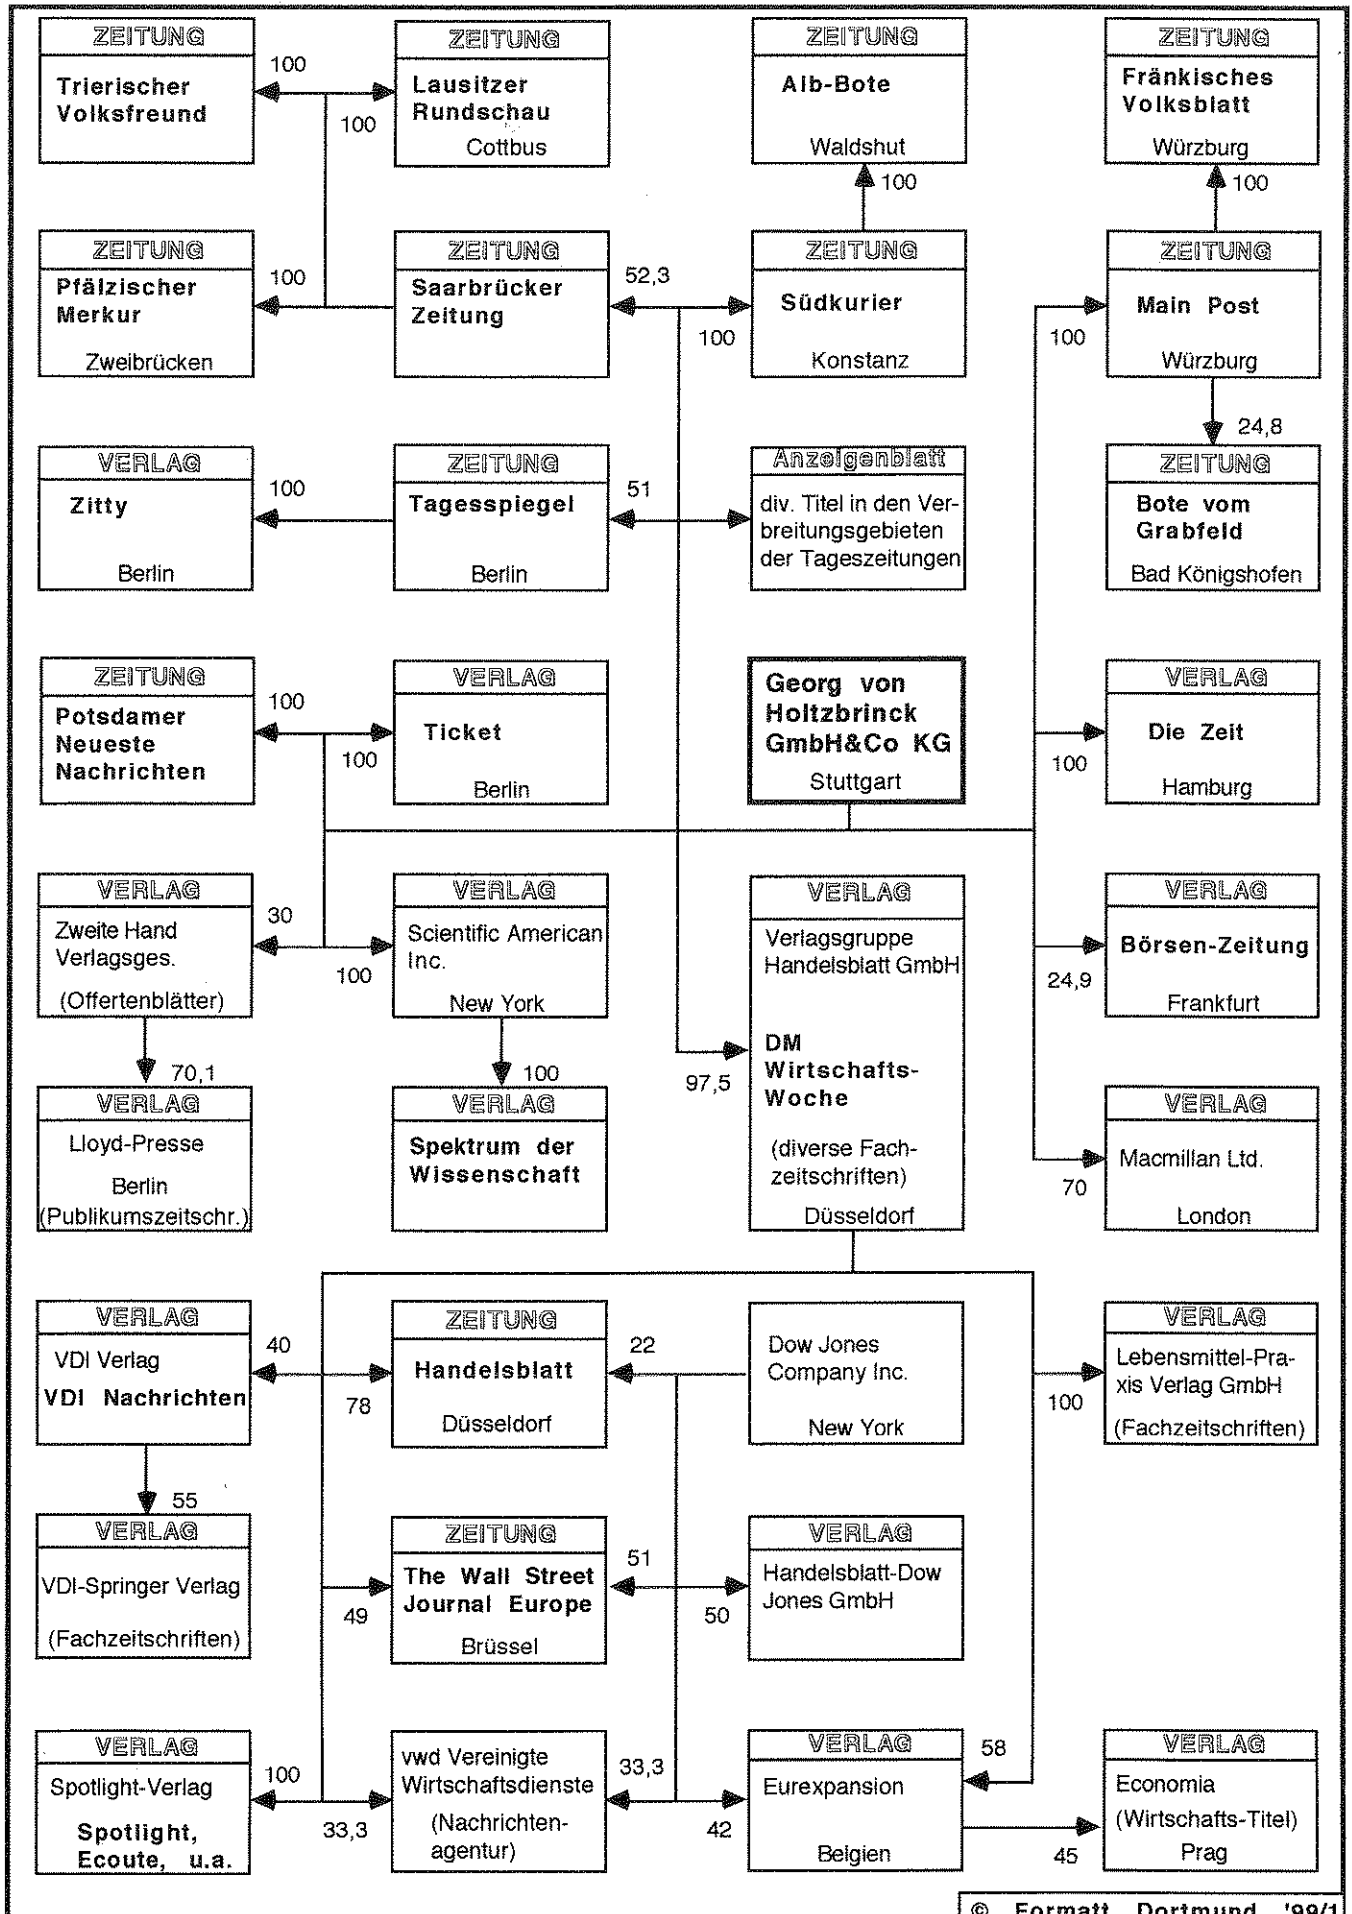 ZEITUNG
Trierischer
Volksfreund
100
100
ZEITUNG
Lausitzer
Rundschau
Cottbus
ZEITUNG
Alb-Bote
Waldshut
100
ZEITUNG
Fränkisches
Volksblatt
Würzburg
100
ZEITUNG
Pfälzischer
Merkur
Zweibrücken
100
ZEITUNG
Saarbrücker
Zeitung
52,3
100
ZEITUNG
Südkurier
Konstanz
100
ZEITUNG
Main Post
Würzburg
24,8
VERLAG
Zitty
Berlin
100
ZEITUNG
Tagesspiegel
Berlin
51
Anzeigenblatt
div. Titel in den Ver-
breitungsgebieten
der Tageszeitungen
ZEITUNG
Bote vom
Grabfeld
Bad Königshofen
ZEITUNG
Potsdamer
Neueste
Nachrichten
100
100
VERLAG
Ticket
Berlin
Georg von
Holtzbrinck
GmbH&Co KG
Stuttgart
100
VERLAG
Die Zeit
Hamburg
VERLAG
Zweite Hand
Verlagsges.
(Offertenblätter)
30
100
70,1
VERLAG
Scientific American
Inc.
New York
100
VERLAG
Verlagsgruppe
Handelsblatt GmbH
DM
Wirtschafts-
Woche
(diverse Fach-
zeitschriften)
Düsseldorf
97,5
24,9
VERLAG
Börsen-Zeitung
Frankfurt
VERLAG
Lloyd-Presse
Berlin
(Publikumszeitschr.)
VERLAG
Spektrum der
Wissenschaft
70
VERLAG
Macmillan Ltd.
London
VERLAG
VDI Verlag
VDI Nachrichten
40
78
55
ZEITUNG
Handelsblatt
Düsseldorf
22
Dow Jones
Company Inc.
New York
100
VERLAG
Lebensmittel-Pra-
xis Verlag GmbH
(Fachzeitschriften)
VERLAG
VDI-Springer Verlag
(Fachzeitschriften)
49
ZEITUNG
The Wall Street
Journal Europe
Brüssel
51
50
VERLAG
Handelsblatt-Dow
Jones GmbH
VERLAG
Spotlight-Verlag
Spotlight,
Ecoute, u.a.
100
33,3
vwd Vereinigte
Wirtschaftsdienste
(Nachrichten-
agentur)
33,3
42
VERLAG
Eurexpansion
Belgien
58
45
VERLAG
Economia
(Wirtschafts-Titel)
Prag
© Formatt Dortmund '99/1